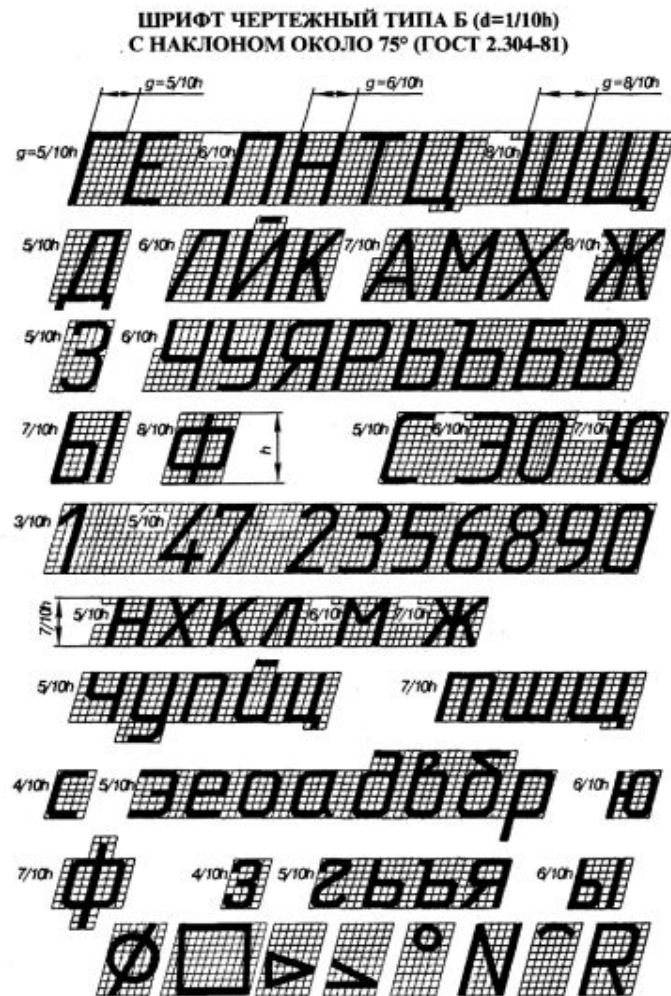 ШРИФТ ЧЕРТЕЖНЫЙ ТИПА Б (d=1/10h)
С НАКЛОНОМ ОКОЛО 75° (ГОСТ 2.304-81)
g=5/10h g=6/10h g=8/10h
g=5/10h ГЕ 6/10h ПНТЦ 8/10h ШЩ
5/10h Д 6/10h ЛЙК 7/10h АМХ 8/10h Ж
5/10h З 6/10h ЧУЯРЬЪБВ
7/10h Ы 8/10h Ф h 5/10h С 6/10h ЭО 7/10h Ю
3/10h 1 5/10h 47 2356890
7/10h 5/10h нхкл 6/10h м 7/10h ж
5/10h чупйц 7/10h тшщ
4/10h с 5/10h зеоадвбр 6/10h ю
7/10h ф 4/10h з 5/10h гьъя 6/10h ы
Ø □ ▷ ∠ ° N ⌒ R